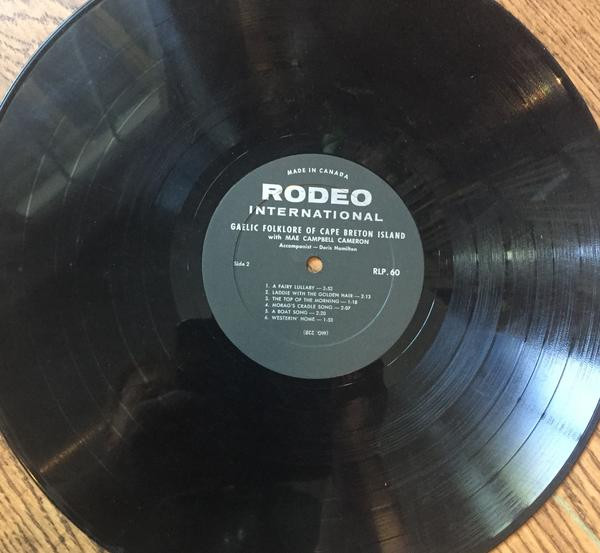 MADE IN CANADA
RODEO
INTERNATIONAL
GAELIC FOLKLORE OF CAPE BRETON ISLAND
with MAE CAMPBELL CAMERON
Accompanist — Doris Hamilton
Side 2
RLP. 60
1. A FAIRY LULLABY — 3:52
2. LADDIE WITH THE GOLDEN HAIR — 2:13
3. THE TOP OF THE MORNING — 1:18
4. MORAG'S CRADLE SONG — 2:07
5. A BOAT SONG — 2:20
6. WESTERIN' HOME — 1:55